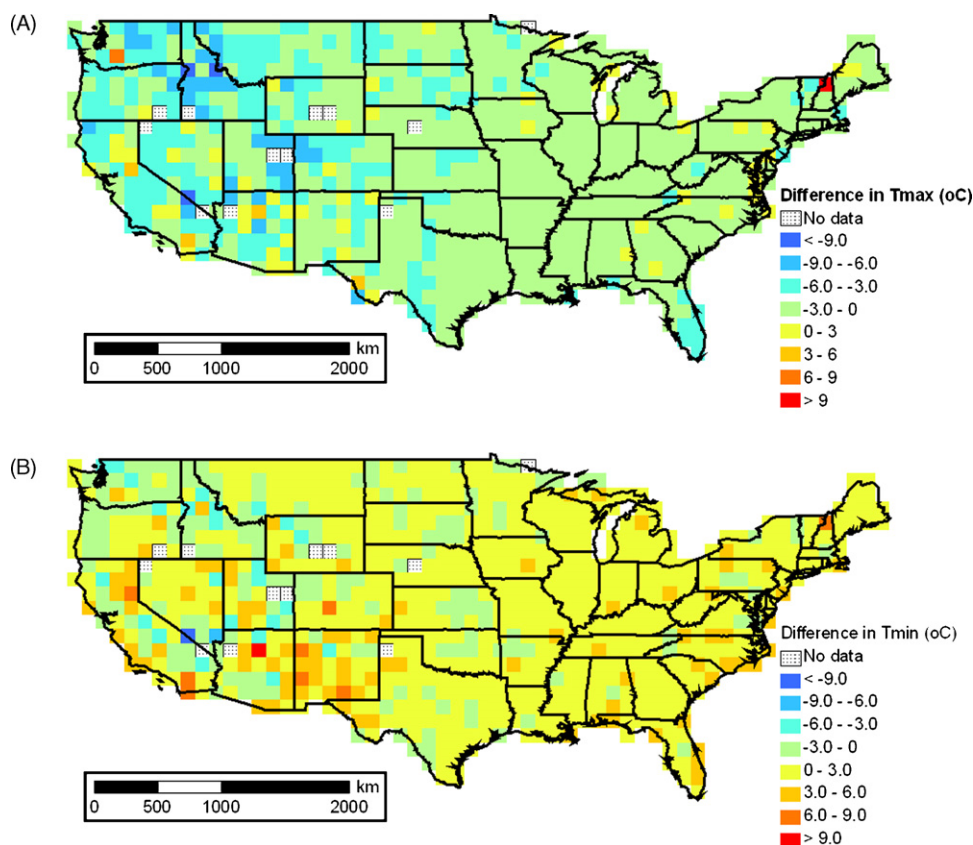 (A)
Difference in Tmax (oC)
No data
< -9.0
-9.0 - -6.0
-6.0 - -3.0
-3.0 - 0
0 - 3
3 - 6
6 - 9
> 9
km
0 500 1000 2000
(B)
Difference in Tmin (oC)
No data
< -9.0
-9.0 - -6.0
-6.0 - -3.0
-3.0 - 0
0 - 3.0
3.0 - 6.0
6.0 - 9.0
> 9.0
km
0 500 1000 2000